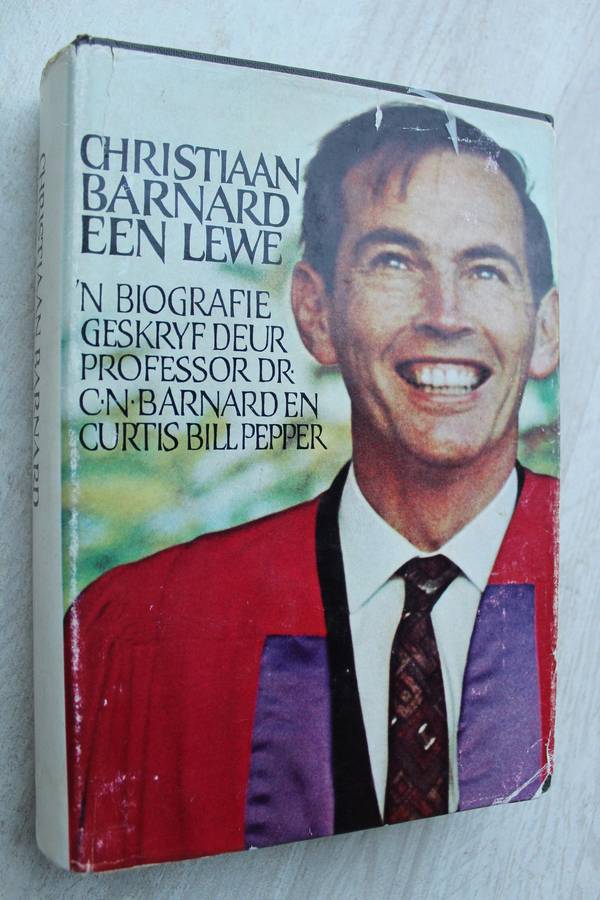 CHRISTIAAN
BARNARD
EEN LEWE
'N BIOGRAFIE
GESKRYF DEUR
PROFESSOR DR.
C·N·BARNARD EN
CURTIS BILL PEPPER
CHRISTIAAN BARNARD